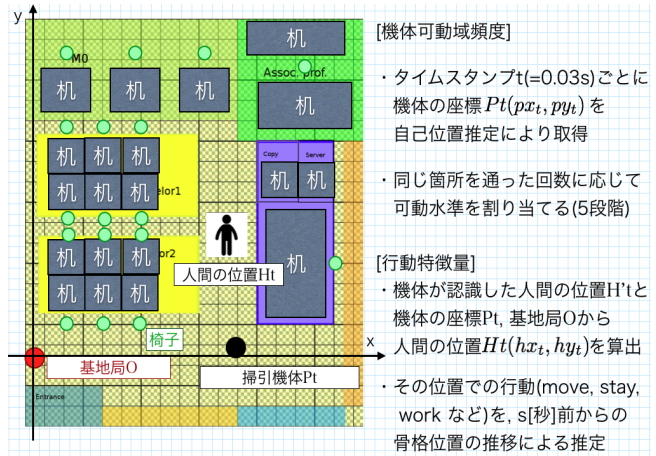 y
机
M0
Assoc. prof.
机 机 机 机
Copy Server
机 机 机
机 机
elor1
机 机 机
or2
机 机 机
机
人間の位置Ht
机 机 机
椅子
x
基地局O
掃引機体Pt
Entrance
[機体可動域頻度]
・タイムスタンプt(=0.03s)ごとに
機体の座標Pt(px_t, py_t)を
自己位置推定により取得
・同じ箇所を通った回数に応じて
可動水準を割り当てる(5段階)
[行動特徴量]
・機体が認識した人間の位置H'tと
機体の座標Pt, 基地局Oから
人間の位置Ht(hx_t, hy_t)を算出
・その位置での行動(move, stay,
work など)を, s[秒]前からの
骨格位置の推移による推定